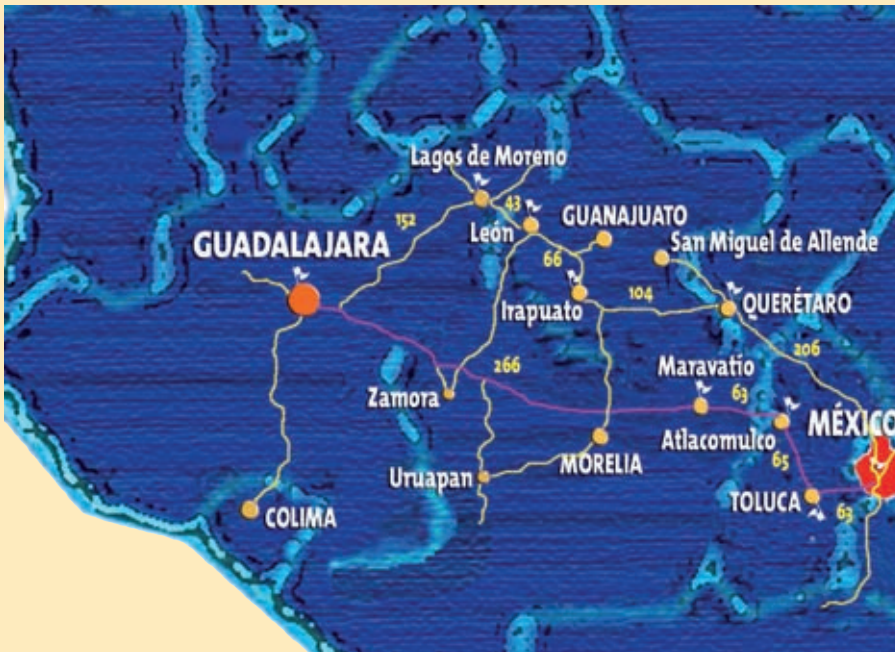 Lagos de Moreno
43
152
León
GUANAJUATO
GUADALAJARA
66
San Miguel de Allende
Irapuato
104
QUERÉTARO
206
266
Maravatío
Zamora
63
Atlacomulco
MÉXICO
65
Uruapan
MORELIA
TOLUCA
63
COLIMA